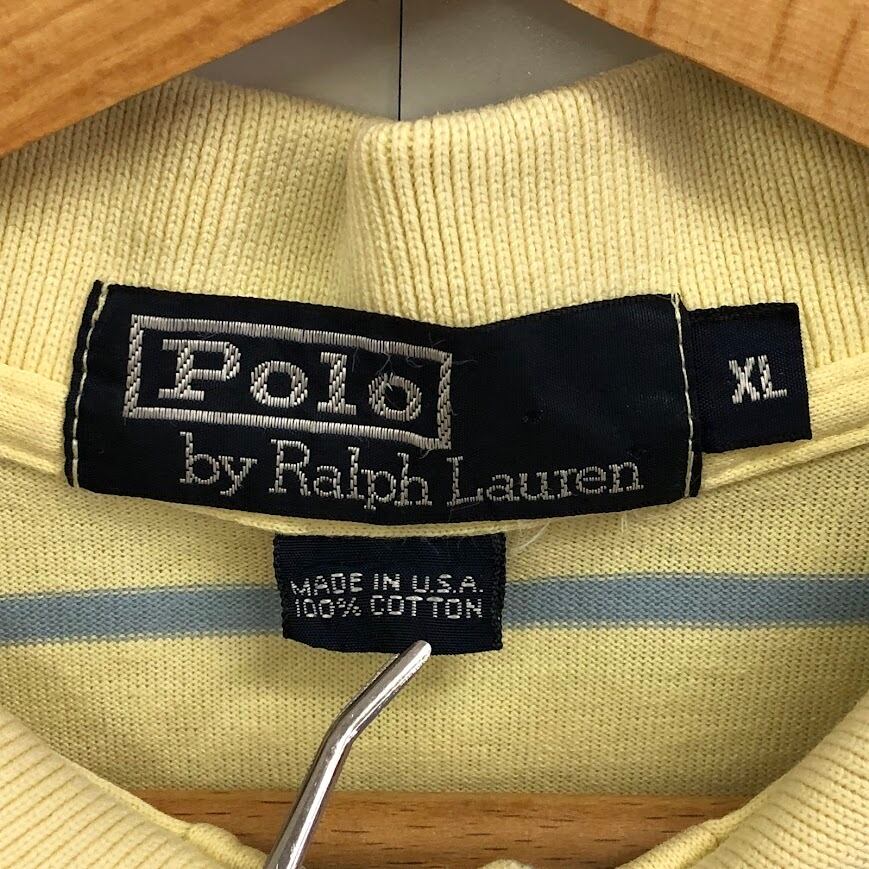 Polo
by Ralph Lauren
XL
MADE IN U.S.A.
100% COTTON